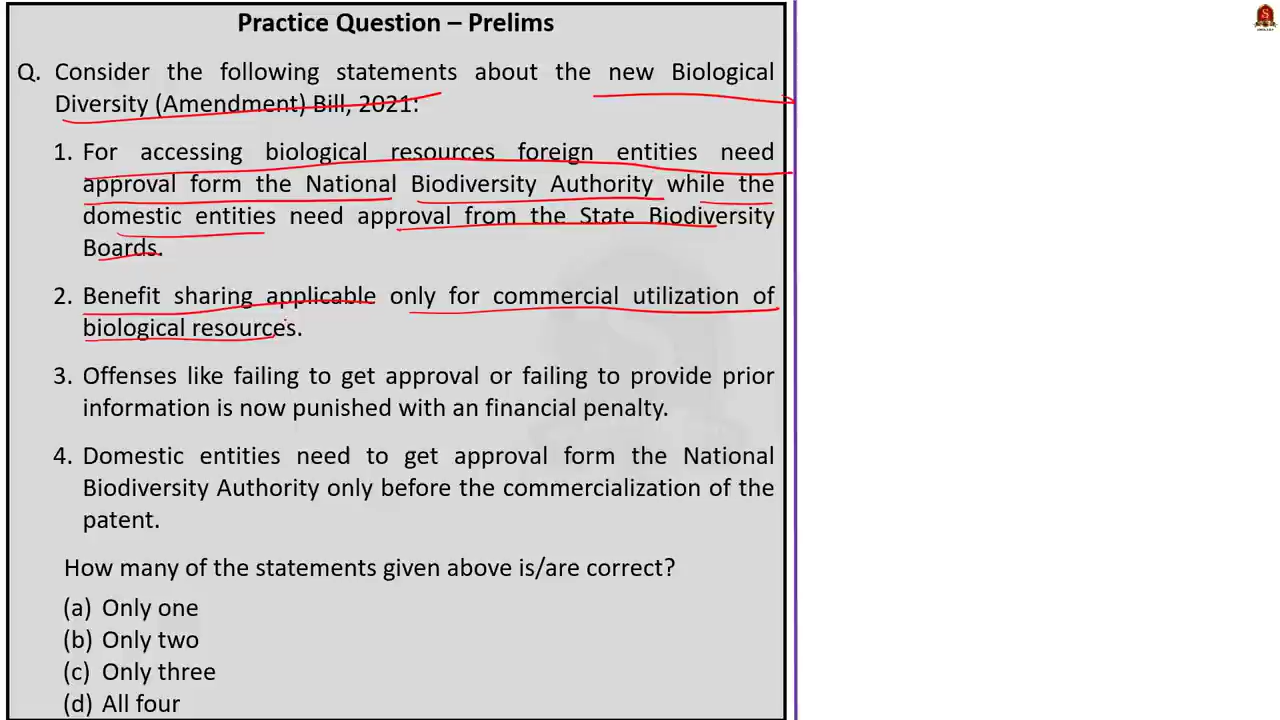 Practice Question – Prelims
Q. Consider the following statements about the new Biological
Diversity (Amendment) Bill, 2021:
1. For accessing biological resources foreign entities need
approval form the National Biodiversity Authority while the
domestic entities need approval from the State Biodiversity
Boards.
2. Benefit sharing applicable only for commercial utilization of
biological resources.
3. Offenses like failing to get approval or failing to provide prior
information is now punished with an financial penalty.
4. Domestic entities need to get approval form the National
Biodiversity Authority only before the commercialization of the
patent.
How many of the statements given above is/are correct?
(a) Only one
(b) Only two
(c) Only three
(d) All four